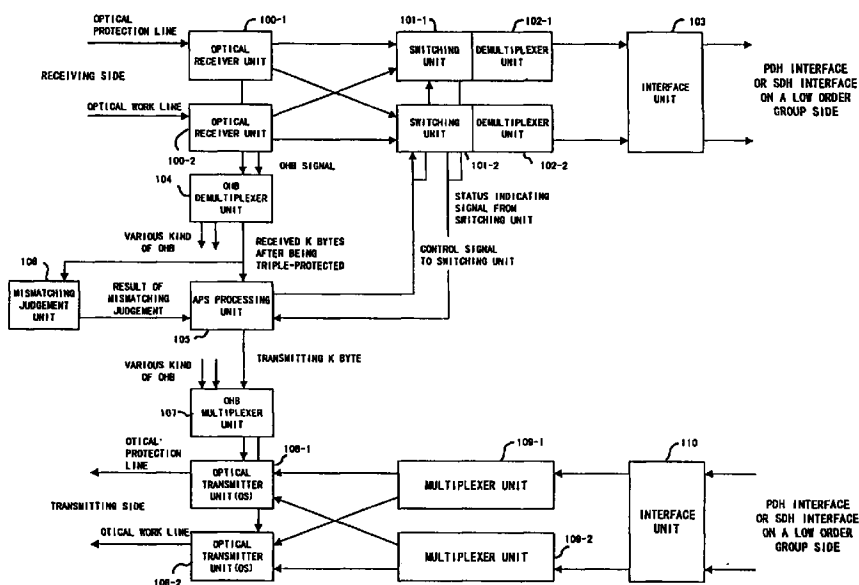 OPTICAL
PROTECTION LINE
100-1
101-1
102-1
103
OPTICAL
RECEIVER UNIT
SWITCHING
UNIT
DEMULTIPLEXER
UNIT
RECEIVING SIDE
INTERFACE
UNIT
PDH INTERFACE
OR SDH INTERFACE
ON A LOW ORDER
GROUP SIDE
OPTICAL WORK LINE
OPTICAL
RECEIVER UNIT
SWITCHING
UNIT
DEMULTIPLEXER
UNIT
100-2
OHB SIGNAL
101-2
102-2
104
OHB
DEMULTIPLEXER
UNIT
STATUS INDICATING
SIGNAL FROM
SWITCHING UNIT
VARIOUS KIND
OF OHB
RECEIVED K BYTES
AFTER BEING
TRIPLE-PROTECTED
CONTROL SIGNAL
TO SWITCHING UNIT
106
MISMATCHING
JUDGEMENT
UNIT
RESULT OF
MISMATCHING
JUDGEMENT
APS PROCESSING
UNIT
105
VARIOUS KIND
OF OHB
TRANSMITTING K BYTE
107
OHB
MULTIPLEXER
UNIT
OTICAL
PROTECTION
LINE
108-1
109-1
110
OPTICAL
TRANSMITTER
UNIT(OS)
MULTIPLEXER UNIT
TRANSMITTING SIDE
INTERFACE
UNIT
PDH INTERFACE
OR SDH INTERFACE
ON A LOW ORDER
GROUP SIDE
OTICAL WORK LINE
OPTICAL
TRANSMITTER
UNIT(OS)
MULTIPLEXER UNIT
109-2
108-2